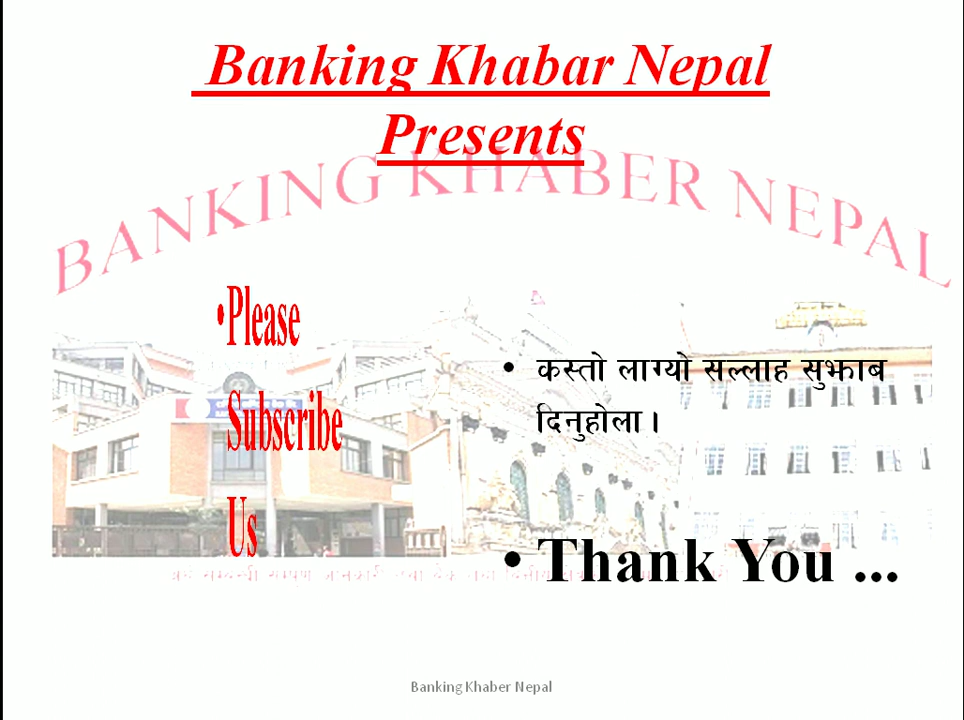 Banking Khabar Nepal
Presents
BANKING KHABER NEPAL
•Please
Subscribe
Us
• कस्तो लाग्यो सल्लाह सुझाब
दिनुहोला।
• Thank You ...
Banking Khaber Nepal